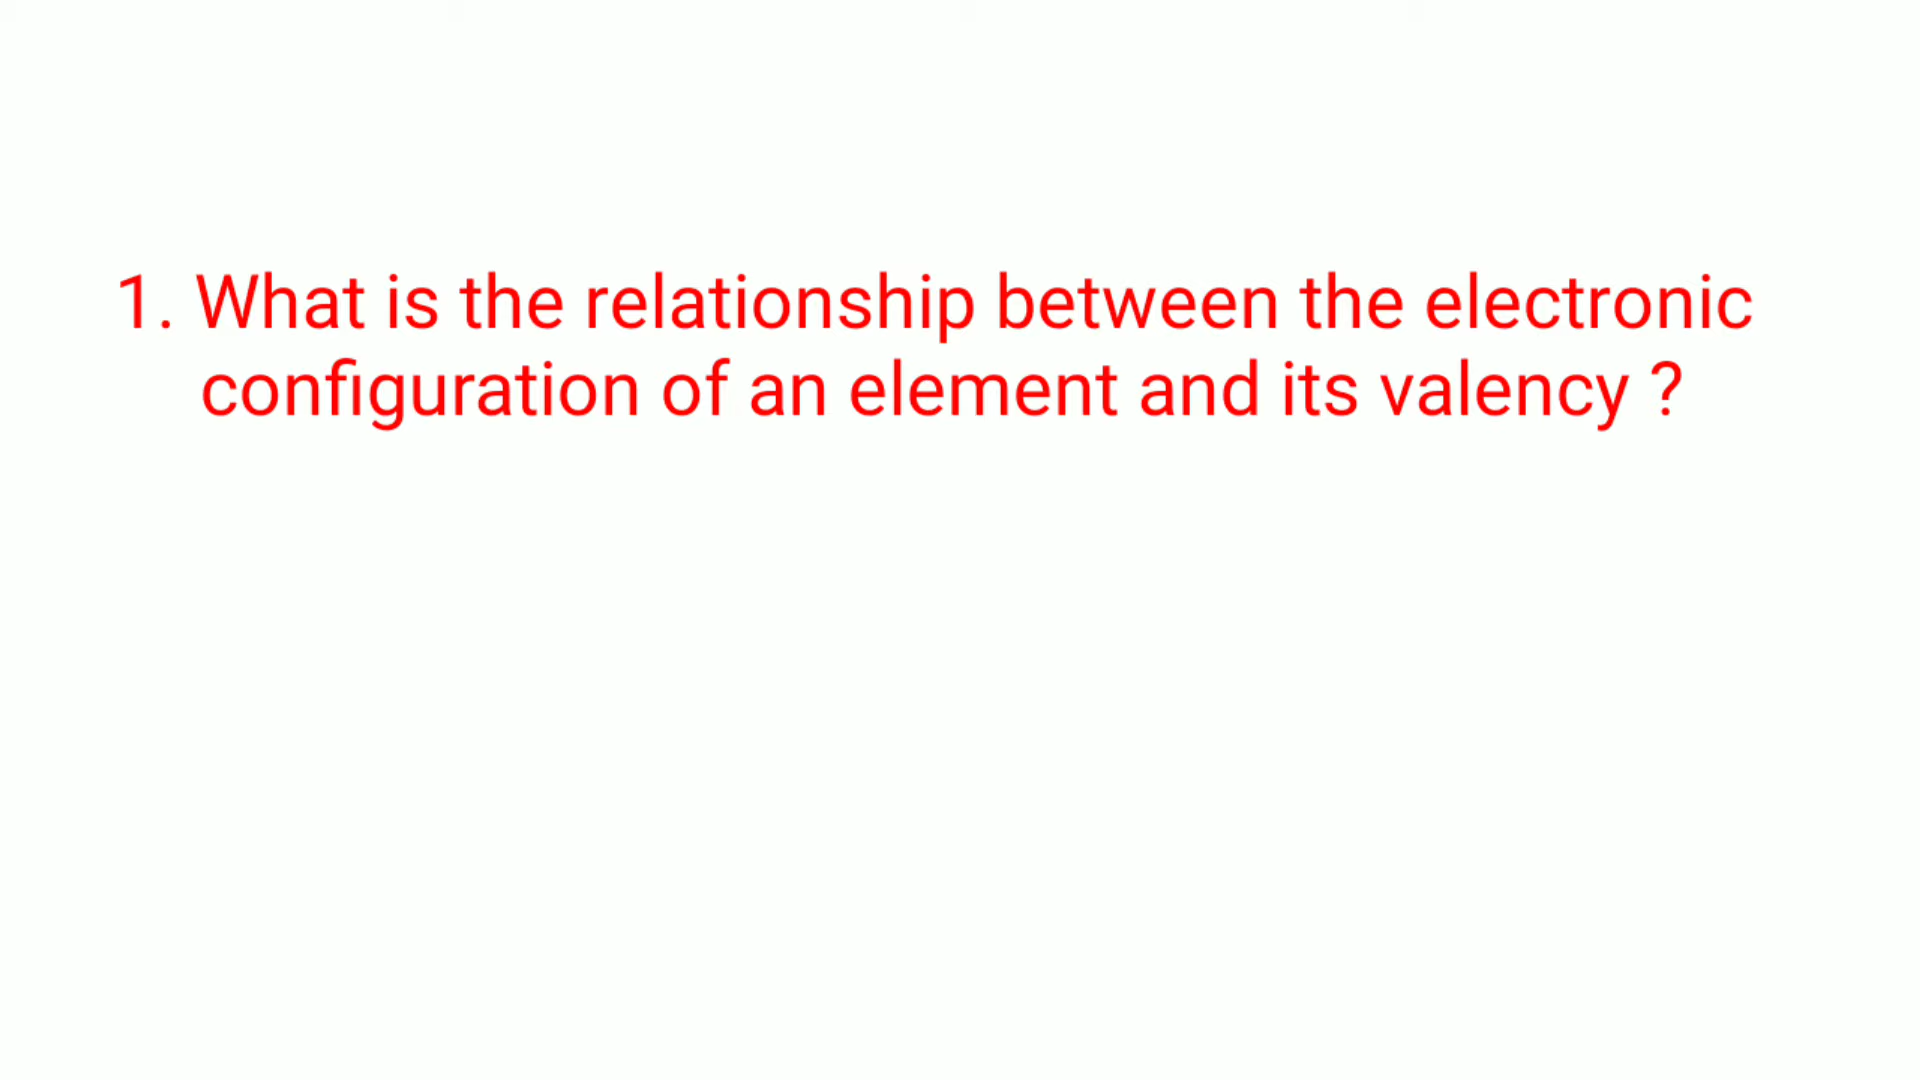 1. What is the relationship between the electronic
configuration of an element and its valency ?